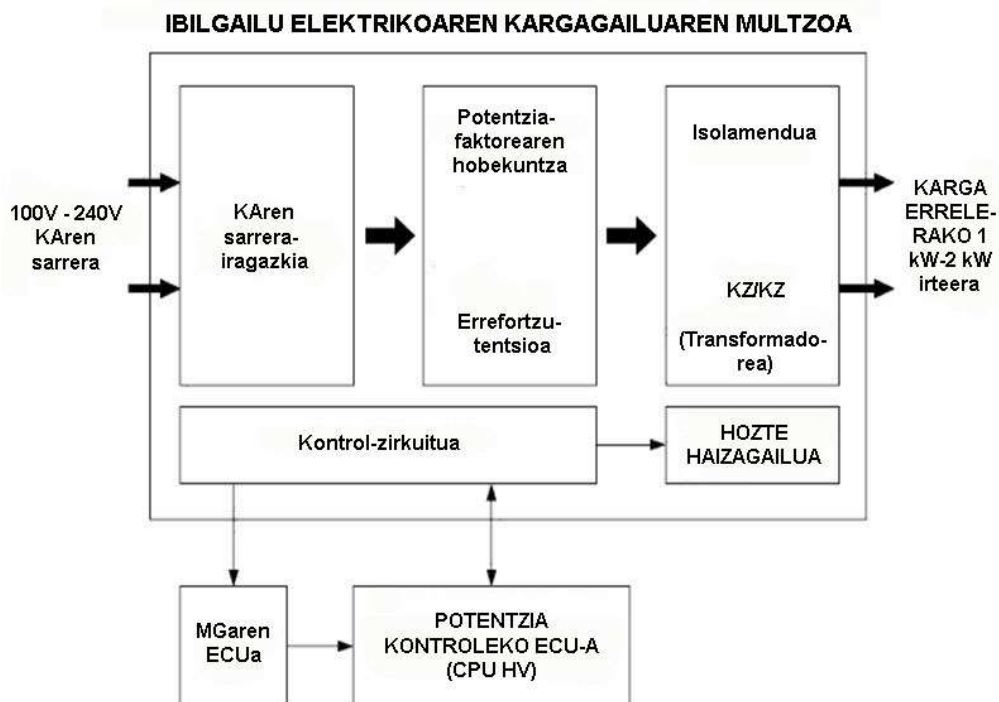 IBILGAILU ELEKTRIKOAREN KARGAGAILUAREN MULTZOA
100V - 240V
KAren
sarrera
KAren
sarrera-
iragazkia
Potentzia-
faktorearen
hobekuntza
Errefortzu-
tentsioa
Isolamendua
KZ/KZ
(Transformado-
rea)
KARGA
ERRELE-
RAKO 1
kW-2 kW
irteera
Kontrol-zirkuitua
HOZTE
HAIZAGAILUA
MGaren
ECUa
POTENTZIA
KONTROLEKO ECU-A
(CPU HV)